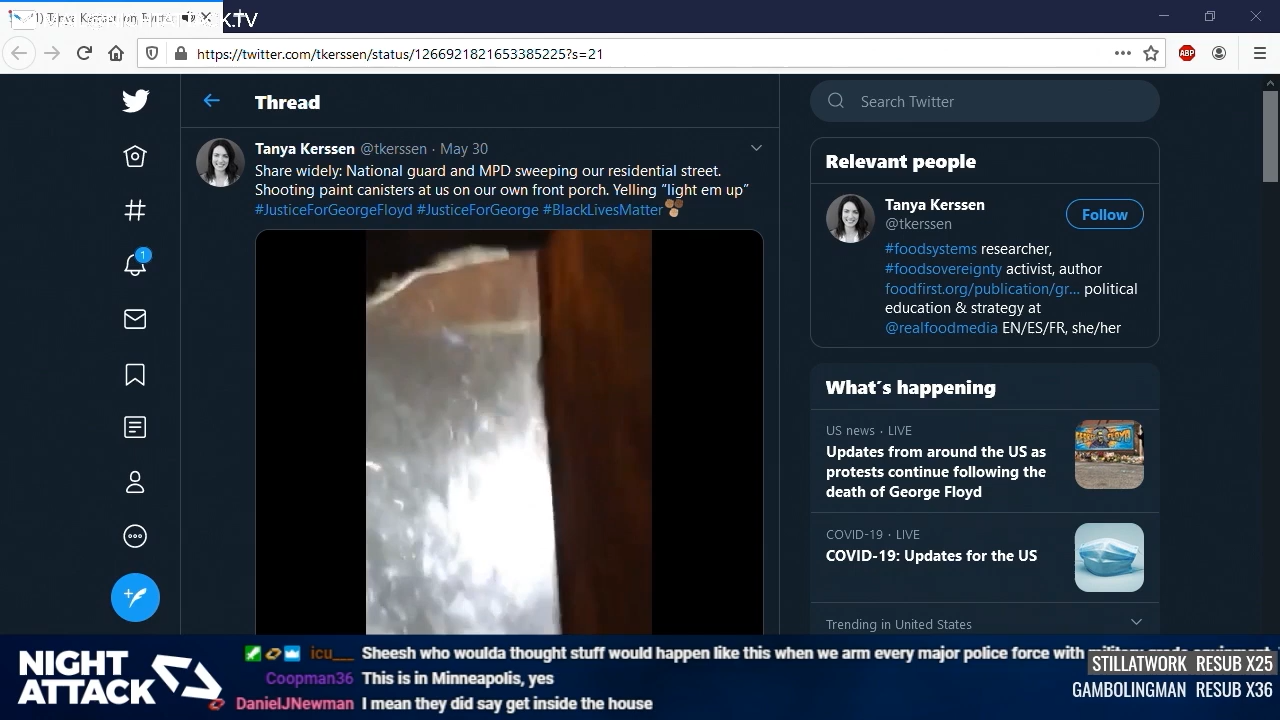 K.TV
https://twitter.com/tkerssen/status/1266921821653385225?s=21
ABP
Thread
Search Twitter
Tanya Kerssen @tkerssen · May 30
Share widely: National guard and MPD sweeping our residential street.
Shooting paint canisters at us on our own front porch. Yelling “light em up”
#JusticeForGeorgeFloyd #JusticeForGeorge #BlackLivesMatter
1
Relevant people
Tanya Kerssen
@tkerssen
Follow
#foodsystems researcher,
#foodsovereignty activist, author
foodfirst.org/publication/gr... political
education & strategy at
@realfoodmedia EN/ES/FR, she/her
What's happening
US news · LIVE
Updates from around the US as
protests continue following the
death of George Floyd
COVID-19 · LIVE
COVID-19: Updates for the US
Trending in United States
NIGHT
ATTACK
icu__ Sheesh who woulda thought stuff would happen like this when we arm every major police force with
Coopman36 This is in Minneapolis, yes
DanielJNewman I mean they did say get inside the house
STILLATWORK RESUB X25
GAMBOLINGMAN RESUB X36